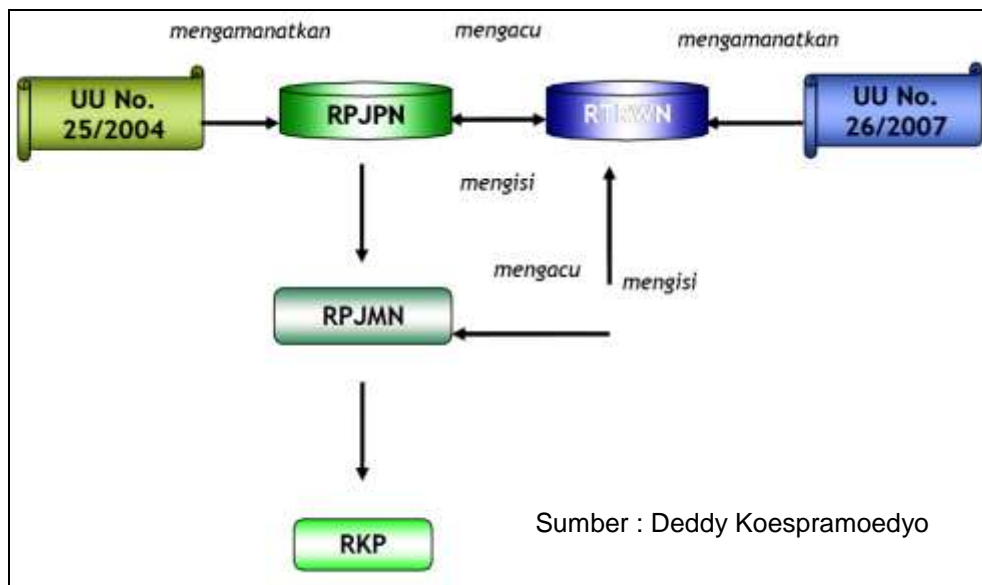 mengamanatkan
mengacu
mengamanatkan
UU No.
25/2004
RPJPN
RTRWN
UU No.
26/2007
mengisi
mengacu
mengisi
RPJMN
RKP
Sumber : Deddy Koespramoedyo